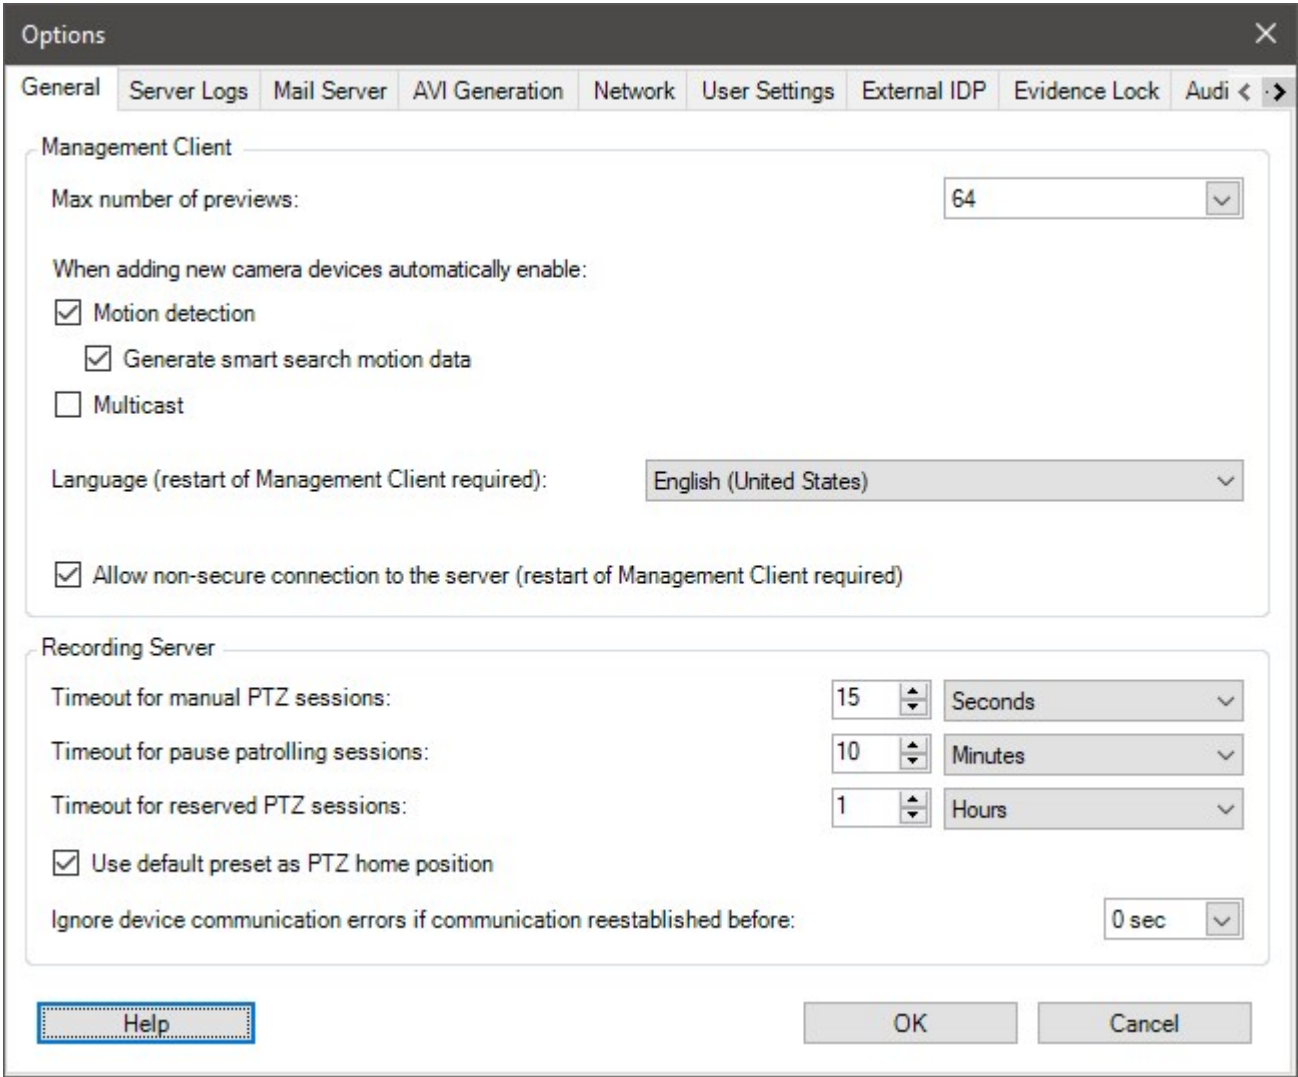 Options
General Server Logs Mail Server AVI Generation Network User Settings External IDP Evidence Lock Audi
Management Client
Max number of previews: 64
When adding new camera devices automatically enable:
Motion detection
Generate smart search motion data
Multicast
Language (restart of Management Client required): English (United States)
Allow non-secure connection to the server (restart of Management Client required)
Recording Server
Timeout for manual PTZ sessions: 15 Seconds
Timeout for pause patrolling sessions: 10 Minutes
Timeout for reserved PTZ sessions: 1 Hours
Use default preset as PTZ home position
Ignore device communication errors if communication reestablished before: 0 sec
Help OK Cancel